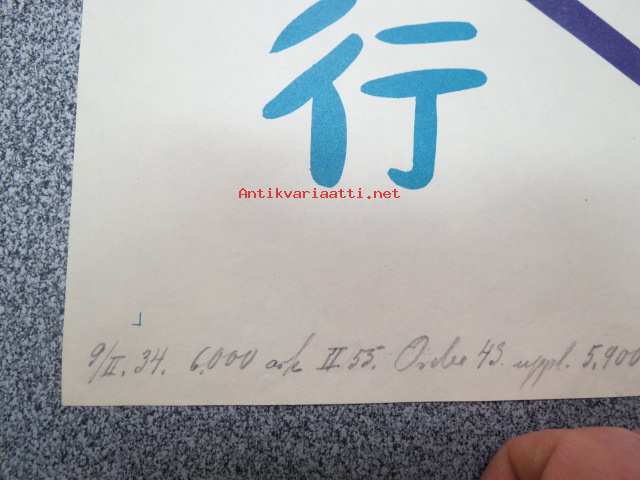 行
Antikvariaatti.net
9/II. 34. 6.000 ark II 55. Order 43. uppl. 5.900